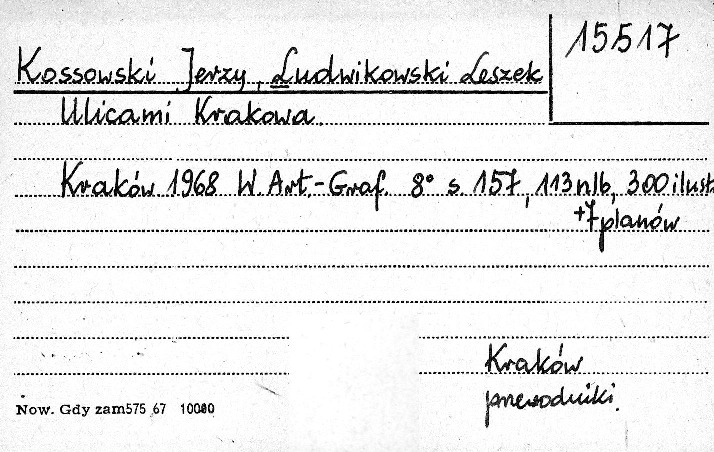 15517
Kossowski Jerzy, Ludwikowski Leszek
Ulicami Krakowa
Kraków 1968 W. Art.-Graf. 8° s. 157, 113 nlb, 300 ilust.
+7 planów
Kraków
przewodniki.
Now. Gdy zam575 67 10000